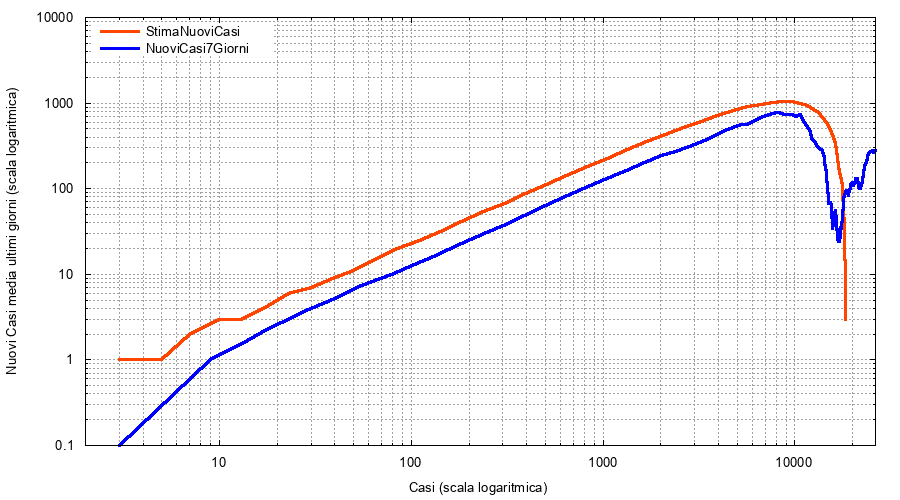 10000
1000
100
10
1
0.1
StimaNuoviCasi
NuoviCasi7Giorni
Nuovi Casi media ultimi giorni (scala logaritmica)
10
100
1000
10000
Casi (scala logaritmica)